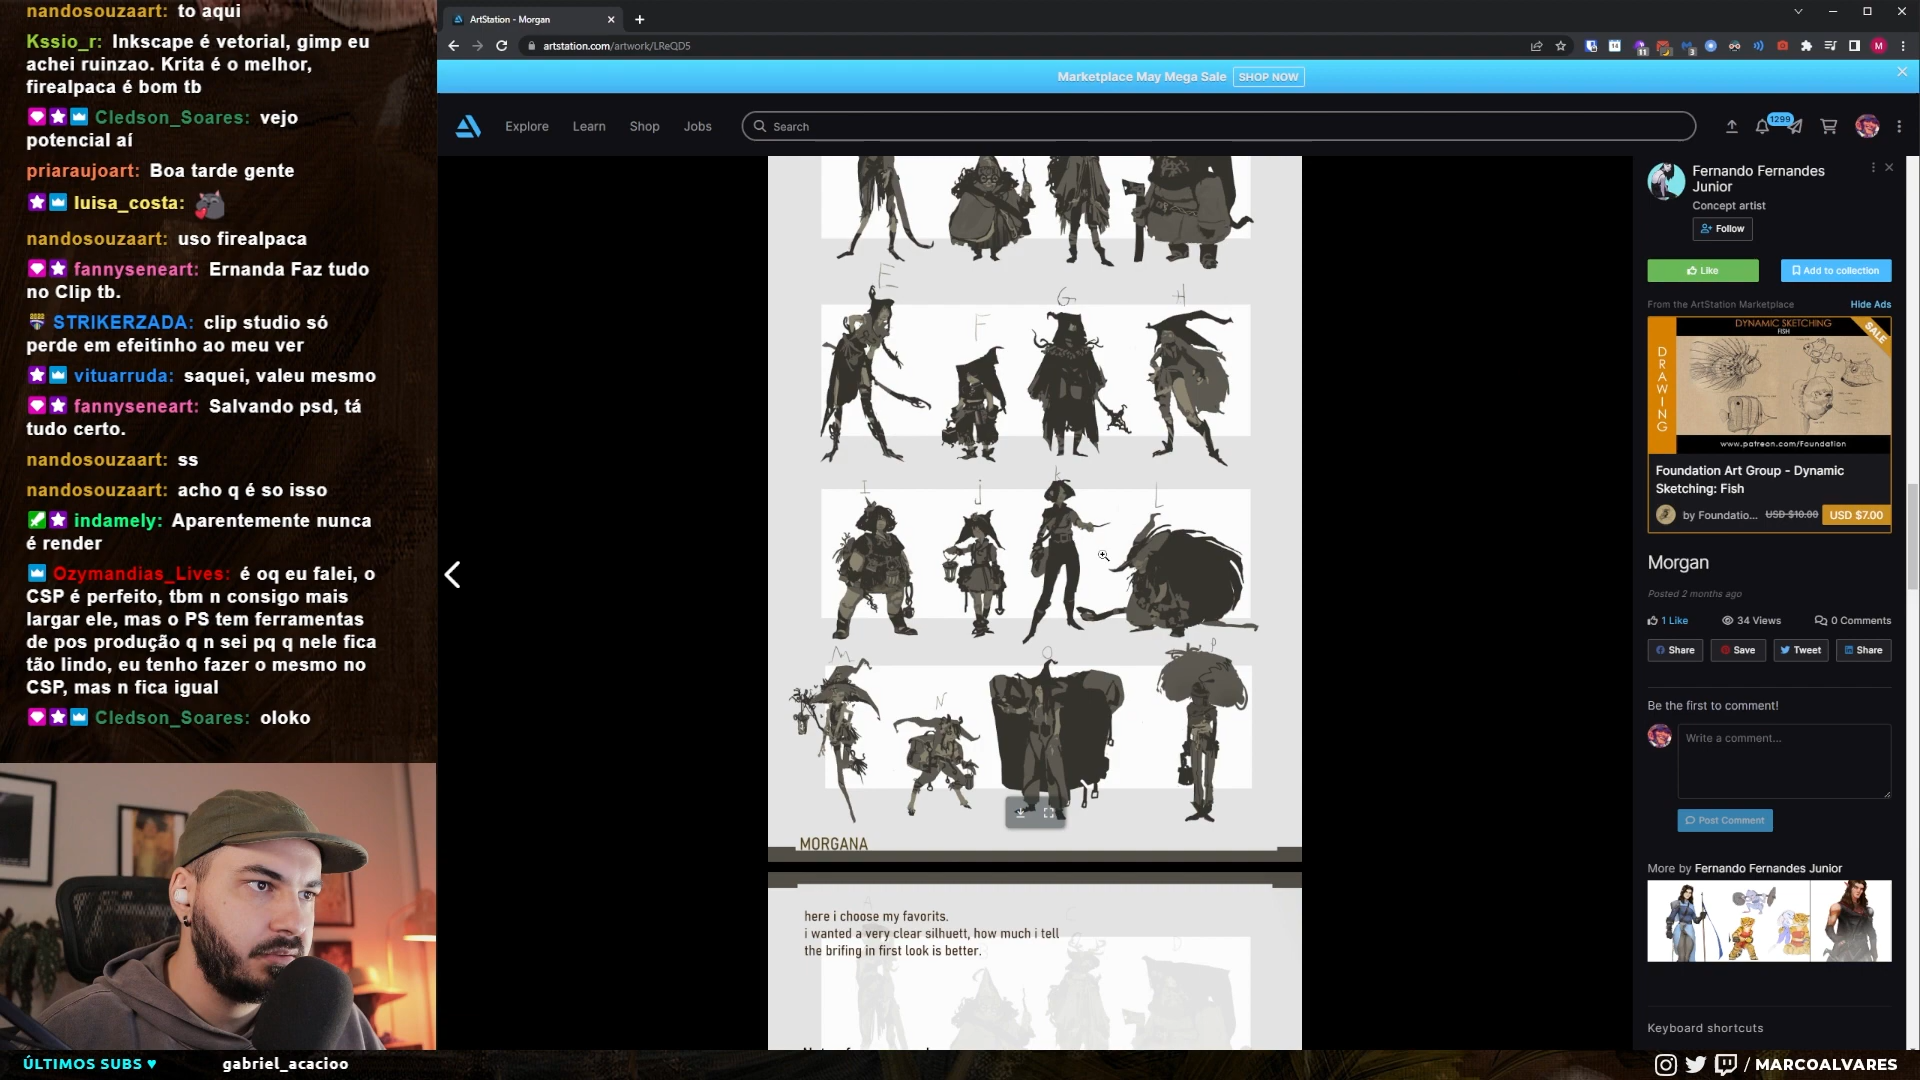 nandosouzaart: to aqui
Kssio_r: Inkscape é vetorial, gimp eu
achei ruinzao. Krita é o melhor,
firealpaca é bom tb
Cledson_Soares: vejo
potencial aí
priaraujoart: Boa tarde gente
luisa_costa:
nandosouzaart: uso firealpaca
fannyseneart: Ernanda Faz tudo
no Clip tb.
STRIKERZADA: clip studio só
perde em efeitinho ao meu ver
vituarruda: saquei, valeu mesmo
fannyseneart: Salvando psd, tá
tudo certo.
nandosouzaart: ss
nandosouzaart: acho q é so isso
indamely: Aparentemente nunca
é render
Ozymandias_Lives: é oq eu falei, o
CSP é perfeito, tbm n consigo mais
largar ele, mas o PS tem ferramentas
de pos produção q n sei pq q nele fica
tão lindo, eu tenho fazer o mesmo no
CSP, mas n fica igual
Cledson_Soares: oloko
ÚLTIMOS SUBS ♥ gabriel_acacioo
ArtStation - Morgan
artstation.com/artwork/LReQD5
Marketplace May Mega Sale SHOP NOW
Explore Learn Shop Jobs Search 1299
E
F
G
H
I
j
K
L
M
N
O
P
MORGANA
here i choose my favorits.
i wanted a very clear silhuett, how much i tell
the brifing in first look is better.
Fernando Fernandes
Junior
Concept artist
Follow
Like Add to collection
From the ArtStation Marketplace Hide Ads
DYNAMIC SKETCHING
FISH
SALE
DRAWING
www.patreon.com/Foundation
Foundation Art Group - Dynamic
Sketching: Fish
by Foundatio... USD $10.00 USD $7.00
Morgan
Posted 2 months ago
1 Like 34 Views 0 Comments
Share Save Tweet Share
Be the first to comment!
Write a comment...
Post Comment
More by Fernando Fernandes Junior
Keyboard shortcuts
/ MARCOALVARES